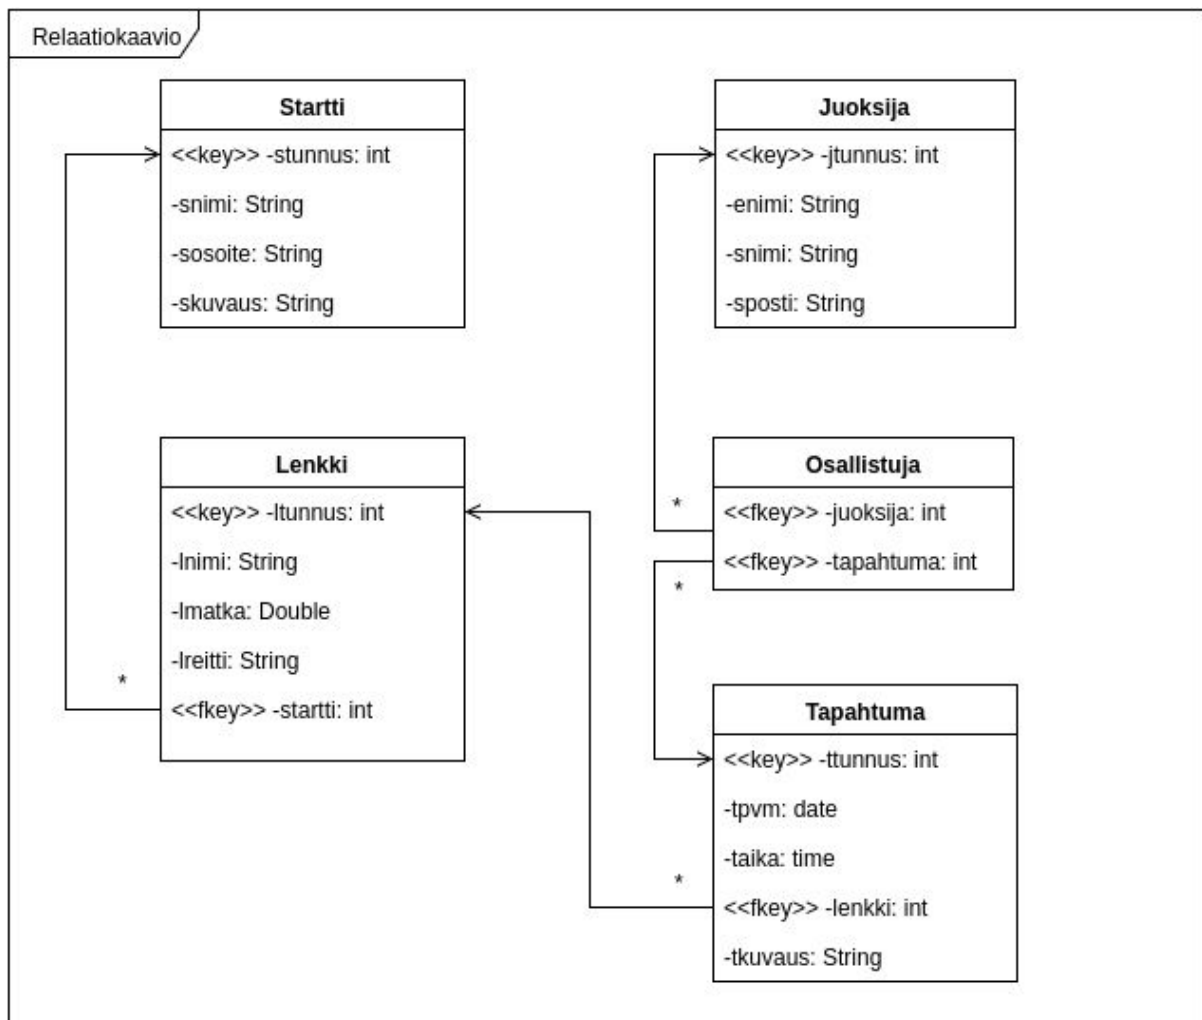 Relaatiokaavio
Startti
<<key>> -stunnus: int
-snimi: String
-sosoite: String
-skuvaus: String
Juoksija
<<key>> -jtunnus: int
-enimi: String
-snimi: String
-sposti: String
Lenkki
<<key>> -ltunnus: int
-lnimi: String
-lmatka: Double
-lreitti: String
*
<<fkey>> -startti: int
Osallistuja
*
<<fkey>> -juoksija: int
<<fkey>> -tapahtuma: int
*
Tapahtuma
<<key>> -ttunnus: int
-tpvm: date
-taika: time
*
<<fkey>> -lenkki: int
-tkuvaus: String